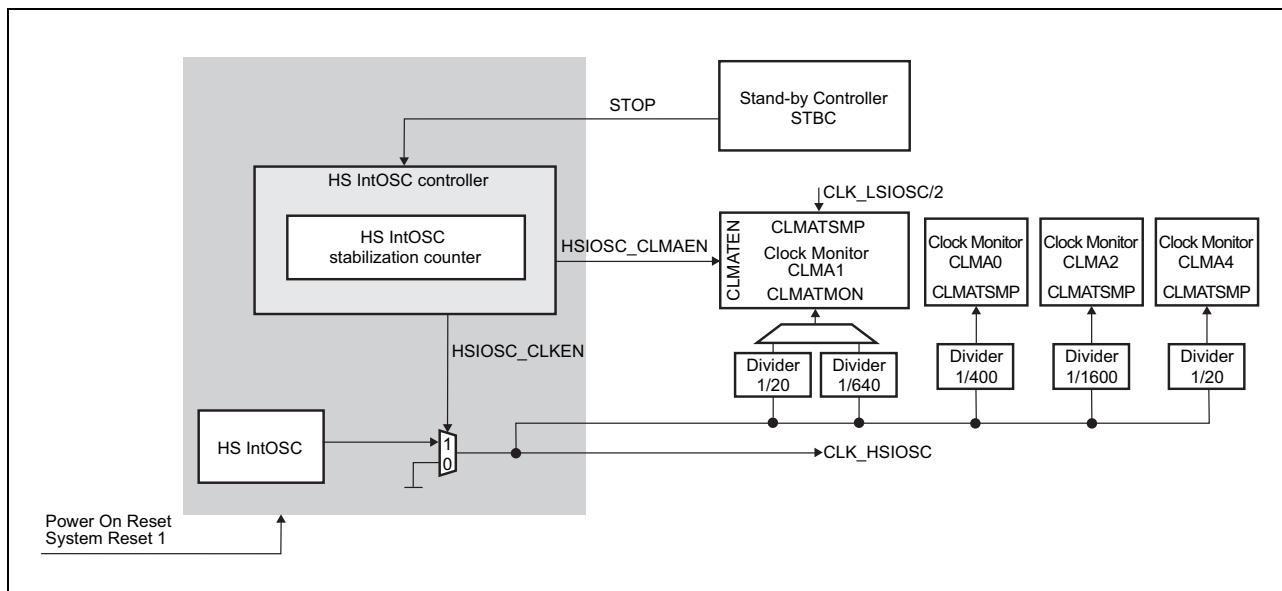 STOP
Stand-by Controller
STBC
HS IntOSC controller
HS IntOSC
stabilization counter
HSIOSC_CLMAEN
HSIOSC_CLKEN
CLK_LSIOSC/2
CLMATEN
CLMATSMP
Clock Monitor
CLMA1
CLMATMON
Clock Monitor
CLMA0
CLMATSMP
Clock Monitor
CLMA2
CLMATSMP
Clock Monitor
CLMA4
CLMATSMP
Divider
1/20
Divider
1/640
Divider
1/400
Divider
1/1600
Divider
1/20
HS IntOSC
1
0
CLK_HSIOSC
Power On Reset
System Reset 1